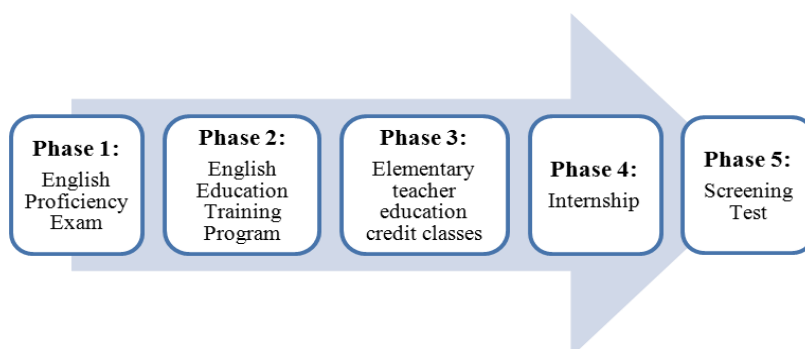 Phase 1:
English
Proficiency
Exam
Phase 2:
English
Education
Training
Program
Phase 3:
Elementary
teacher
education
credit classes
Phase 4:
Internship
Phase 5:
Screening
Test